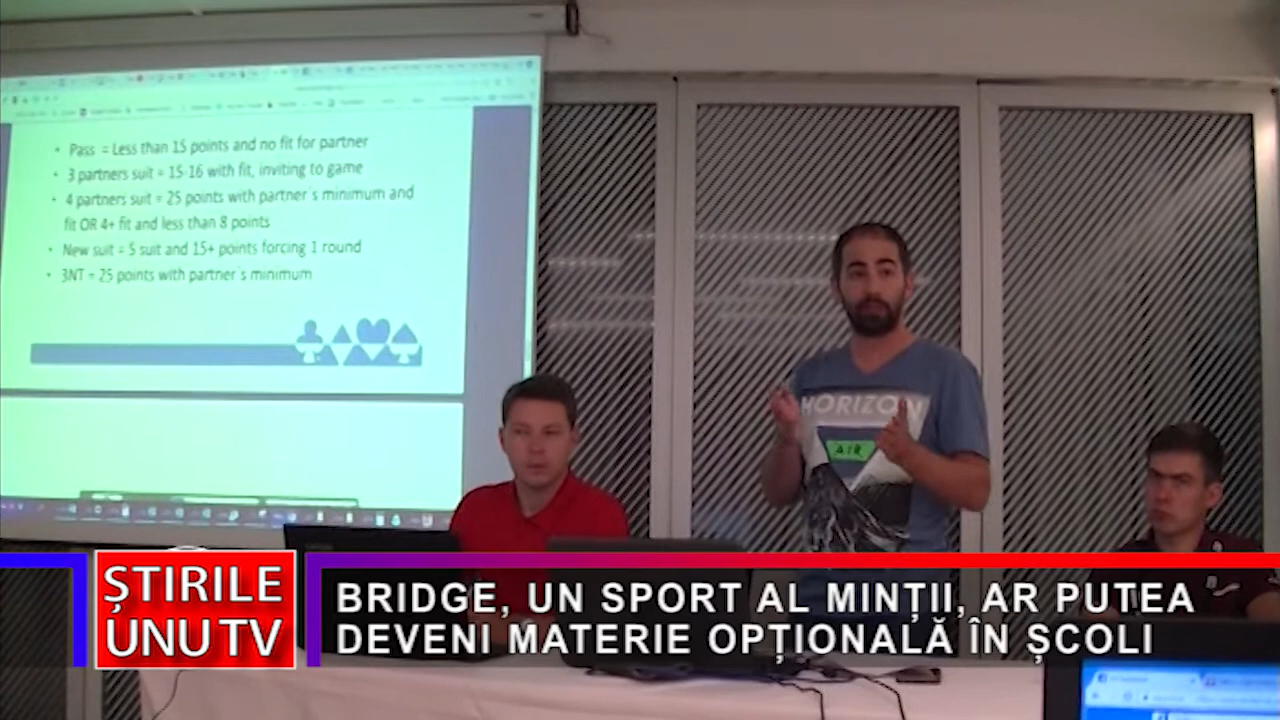 • Pass = Less than 15 points and no fit for partner
• 3 partners suit = 15-16 with fit, inviting to game
• 4 partners suit = 25 points with partner´s minimum and
fit OR 4+ fit and less than 8 points
• New suit = 5 suit and 15+ points forcing 1 round
• 3NT = 25 points with partner´s minimum
HORIZON
AIR
ȘTIRILE
UNU TV
BRIDGE, UN SPORT AL MINȚII, AR PUTEA
DEVENI MATERIE OPȚIONALĂ ÎN ȘCOLI